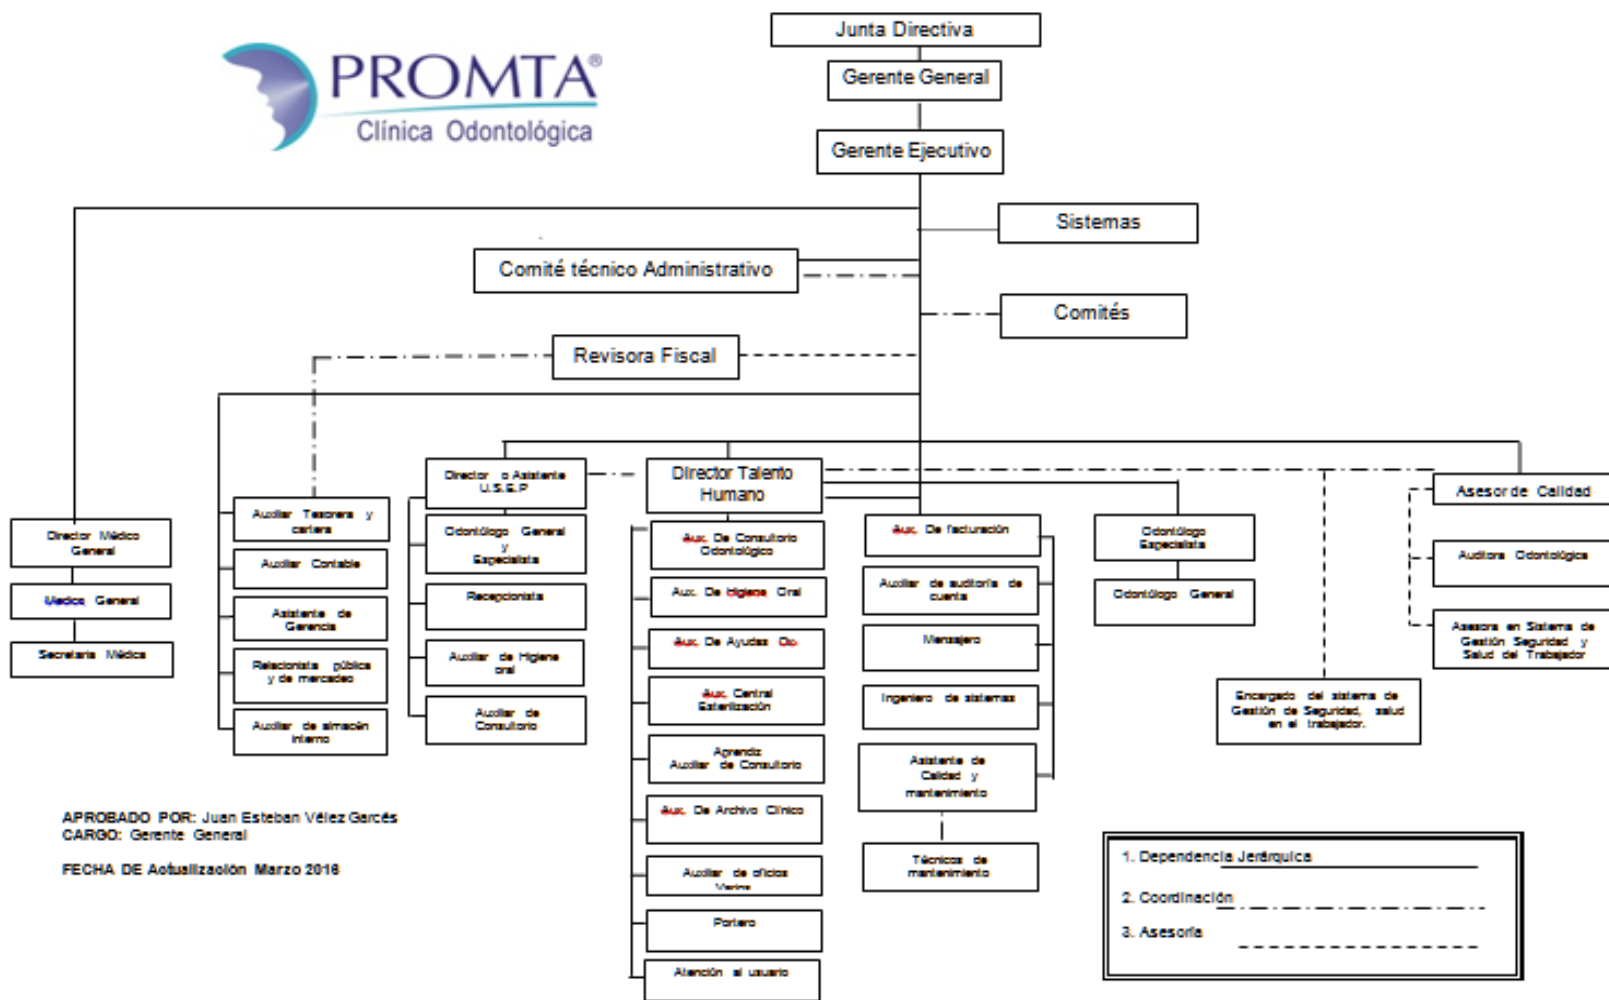 Junta Directiva
PROMTA®
Clínica Odontológica
Gerente General
Gerente Ejecutivo
Sistemas
Comité técnico Administrativo
Comités
Revisora Fiscal
Director o Asistente
U.S.E.P
Director Talento
Humano
Asesor de Calidad
Auxiliar Tesorera y
cartera
Director Médico
General
Auxiliar Contable
Medico General
Asistente de
Gerencia
Secretaria Médica
Relacionista pública
y de mercadeo
Auxiliar de almacén
interno
Odontólogo General
y
Especialista
Recepcionista
Auxiliar de Higiene
oral
Auxiliar de
Consultorio
Aux. De Consultorio
Odontológico
Aux. De Higiene Oral
Aux. De Ayudas Dx.
Aux. Central
Esterilización
Aprendiz
Auxiliar de Consultorio
Aux. De Archivo Clínico
Auxiliar de oficios
Varios
Portero
Atención al usuario
Aux. De facturación
Auxiliar de auditoría de
cuenta
Mensajero
Ingeniero de sistemas
Asistente de
Calidad y
mantenimiento
Técnicos de
mantenimiento
Odontólogo
Especialista
Odontólogo General
Auditora Odontológica
Asesora en Sistema de
Gestión Seguridad y
Salud del Trabajador
Encargado del sistema de
Gestión de Seguridad, salud
en el trabajador.
APROBADO POR: Juan Esteban Vélez Garcés
CARGO: Gerente General
FECHA DE Actualización Marzo 2016
1. Dependencia Jerárquica
2. Coordinación
3. Asesoría